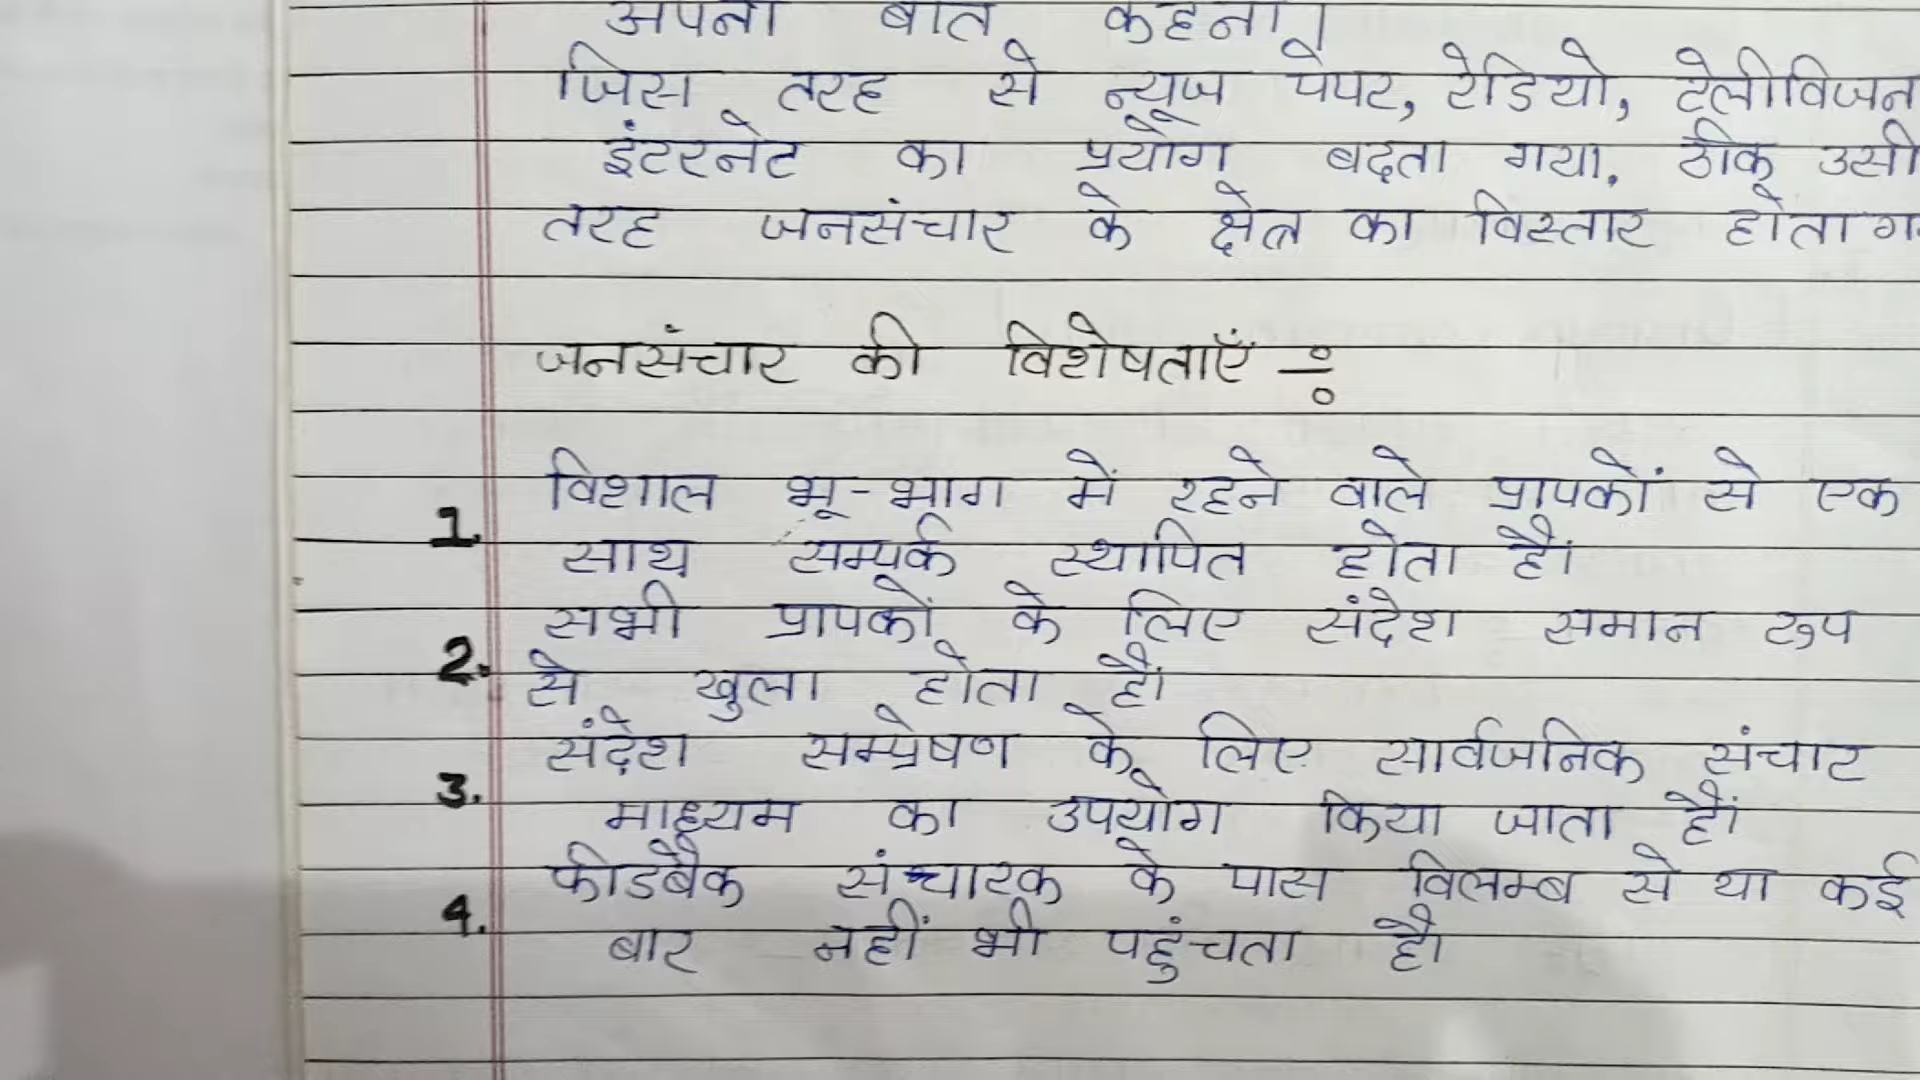 अपनी बात कहना।
जिस तरह से न्यूज पेपर, रेडियो, टेलीविजन
इंटरनेट का प्रयोग बढ़ता गया, ठीक उसी
तरह जनसंचार के क्षेत्र का विस्तार होता ग
जनसंचार की विशेषताएँ ÷
1. विशाल भू-भाग में रहने वाले प्रापकों से एक
साथ सम्पर्क स्थापित होता है।
2. सभी प्रापकों के लिए संदेश समान रूप
से खुला होता है।
3. संदेश सम्प्रेषण के लिए सार्वजनिक संचार
माध्यम का उपयोग किया जाता है।
4. फीडबैक संचारक के पास विलम्ब से या कई
बार नहीं भी पहुंचता है।